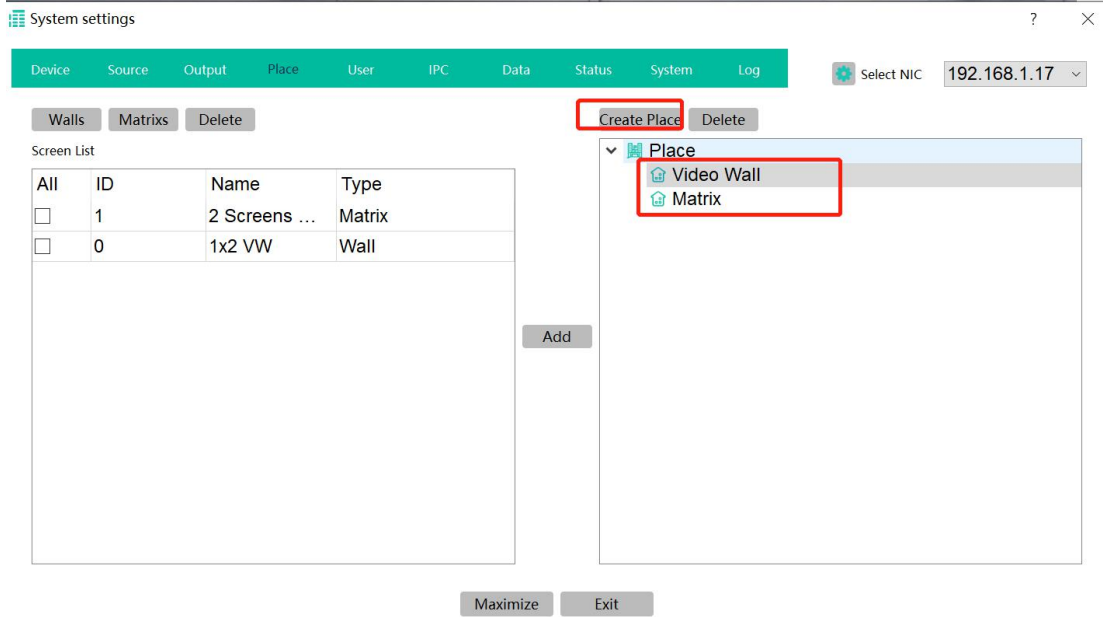 System settings ?
Device Source Output Place User IPC Data Status System Log Select NIC 192.168.1.17
Walls Matrixs Delete Create Place Delete
Screen List
Place
All ID Name Type
Video Wall
Matrix
1 2 Screens … Matrix
0 1x2 VW Wall
Add
Maximize Exit